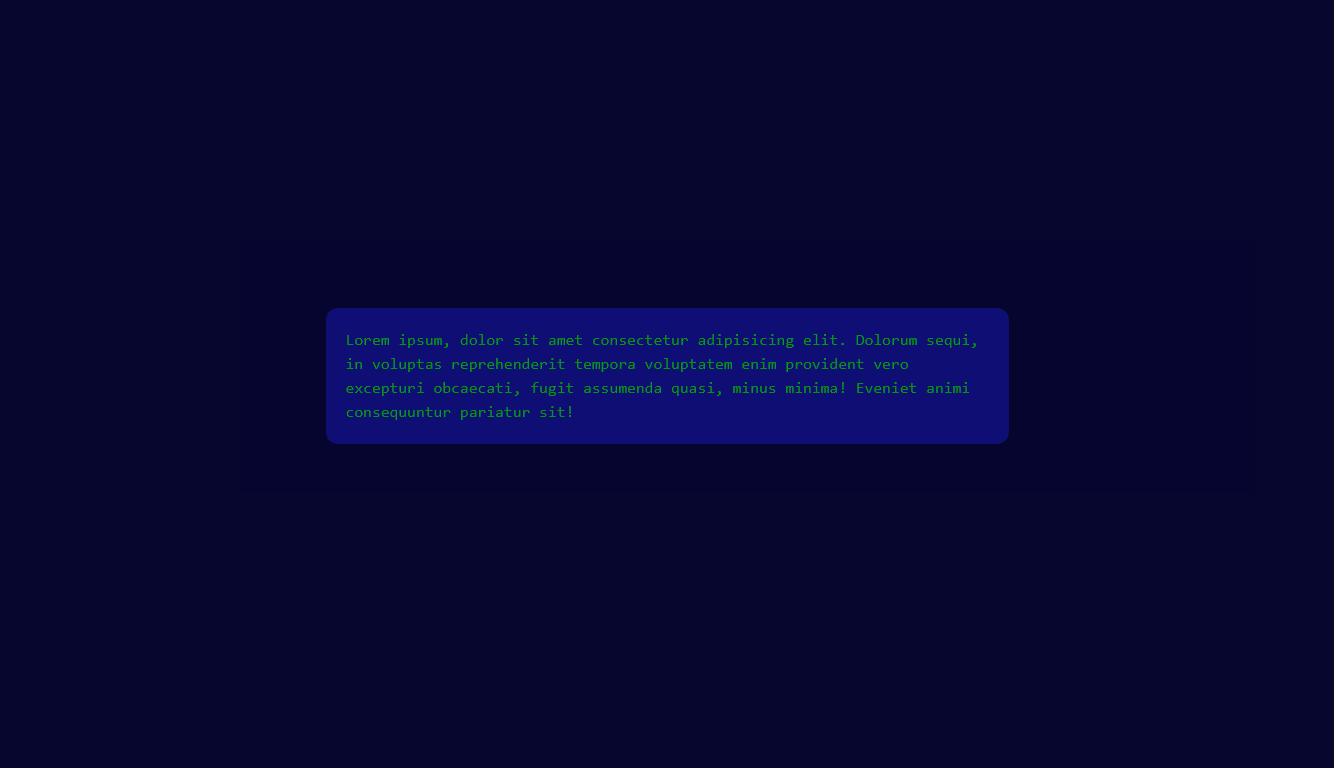 Lorem ipsum, dolor sit amet consectetur adipisicing elit. Dolorum sequi,
in voluptas reprehenderit tempora voluptatem enim provident vero
excepturi obcaecati, fugit assumenda quasi, minus minima! Eveniet animi
consequuntur pariatur sit!